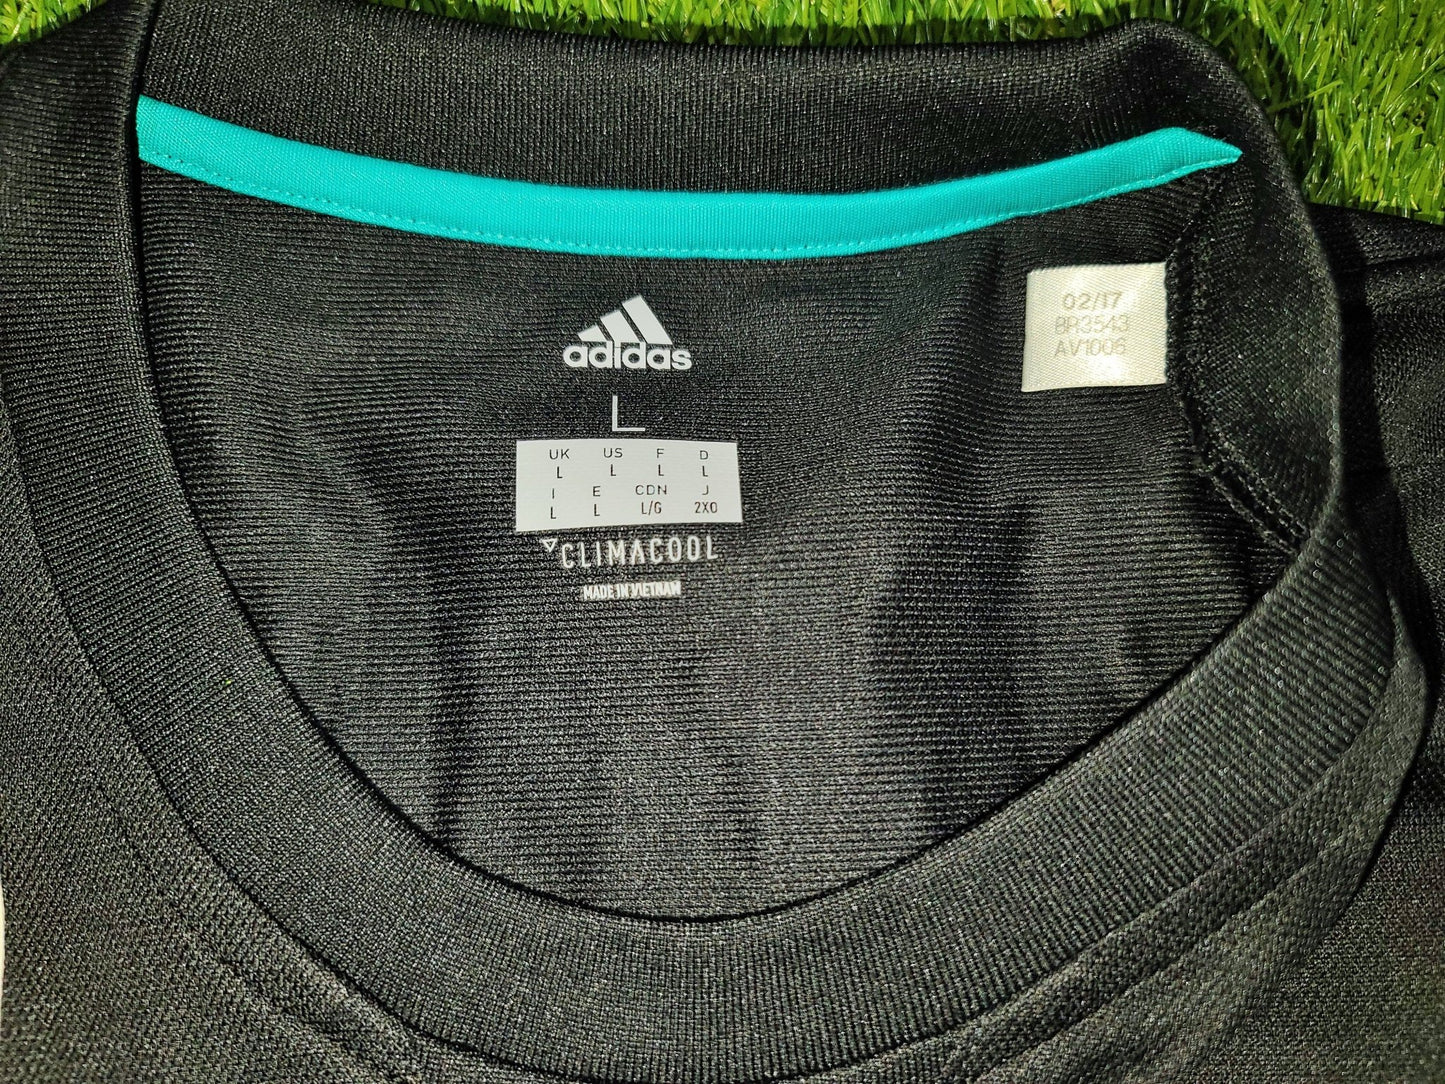 adidas
L
UK US F D
L L L L
I E CDN J
L L L/G 2XO
CLIMACOOL
MADE IN VIETNAM
02/17
BR3543
AV1006